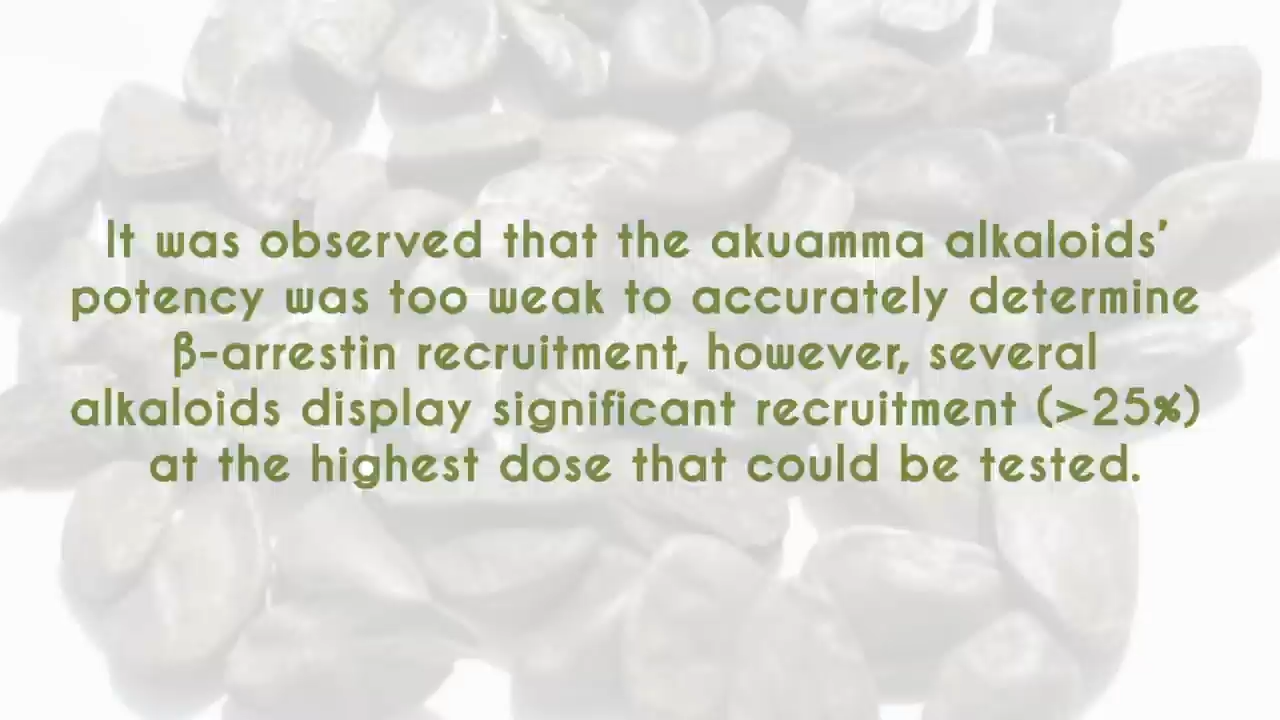 It was observed that the akuamma alkaloids’
potency was too weak to accurately determine
β-arrestin recruitment, however, several
alkaloids display significant recruitment (>25%)
at the highest dose that could be tested.